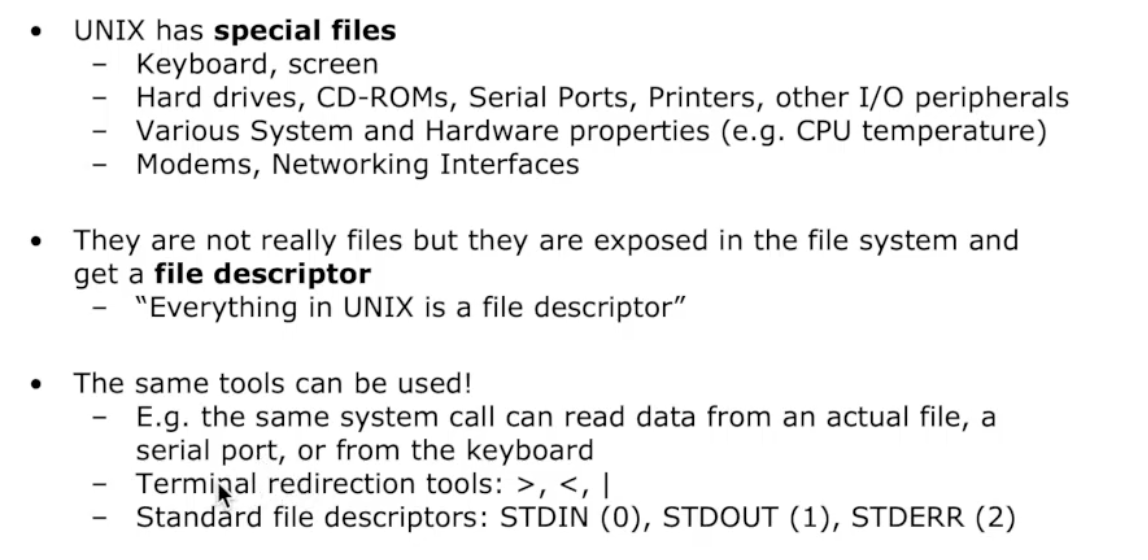 • UNIX has special files
– Keyboard, screen
– Hard drives, CD-ROMs, Serial Ports, Printers, other I/O peripherals
– Various System and Hardware properties (e.g. CPU temperature)
– Modems, Networking Interfaces
• They are not really files but they are exposed in the file system and
get a file descriptor
– “Everything in UNIX is a file descriptor”
• The same tools can be used!
– E.g. the same system call can read data from an actual file, a
serial port, or from the keyboard
– Terminal redirection tools: >, <, |
– Standard file descriptors: STDIN (0), STDOUT (1), STDERR (2)